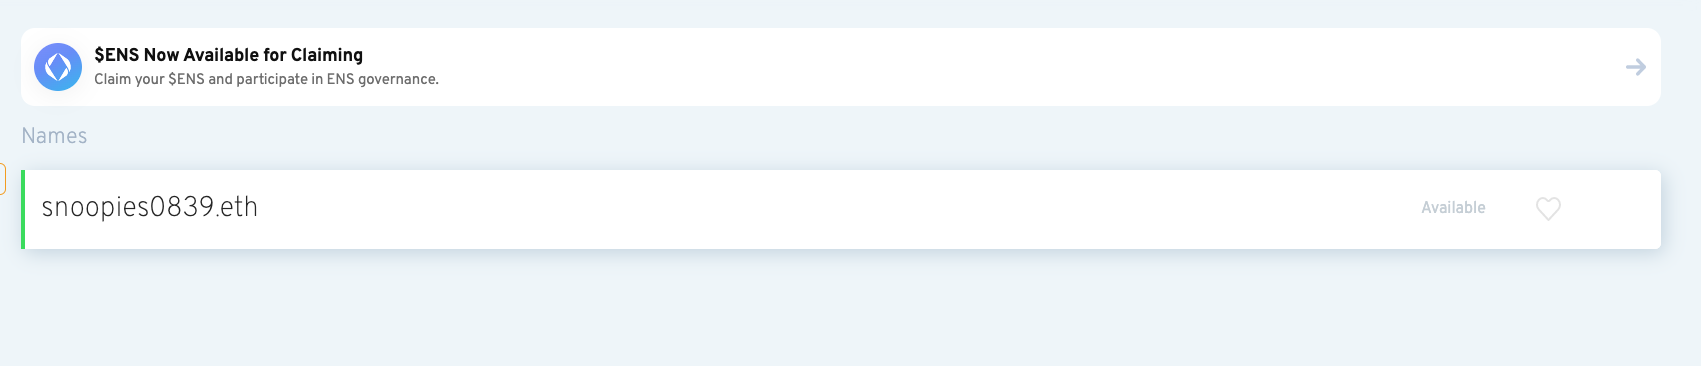 $ENS Now Available for Claiming
Claim your $ENS and participate in ENS governance.
Names
snoopies0839.eth
Available